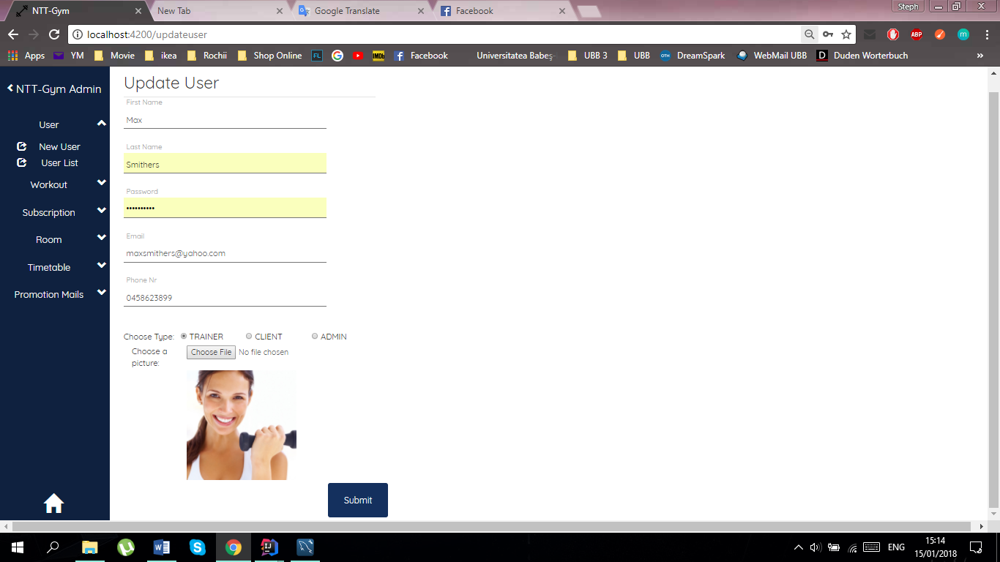 NTT-Gym
New Tab
Google Translate
Facebook
Steph
localhost:4200/updateuser
ABP
m
Apps
YM
Movie
ikea
Rochii
Shop Online
FL
G
IMDb
Facebook
Universitatea Babeș-
UBB 3
UBB
OTH
DreamSpark
WebMail UBB
D
Duden Worterbuch
»
NTT-Gym Admin
User
New User
User List
Workout
Subscription
Room
Timetable
Promotion Mails
Update User
First Name
Max
Last Name
Smithers
Password
••••••••••
Email
maxsmithers@yahoo.com
Phone Nr
0458623899
Choose Type: TRAINER CLIENT ADMIN
Choose a
picture:
Choose File No file chosen
Submit
ENG
15:14
15/01/2018